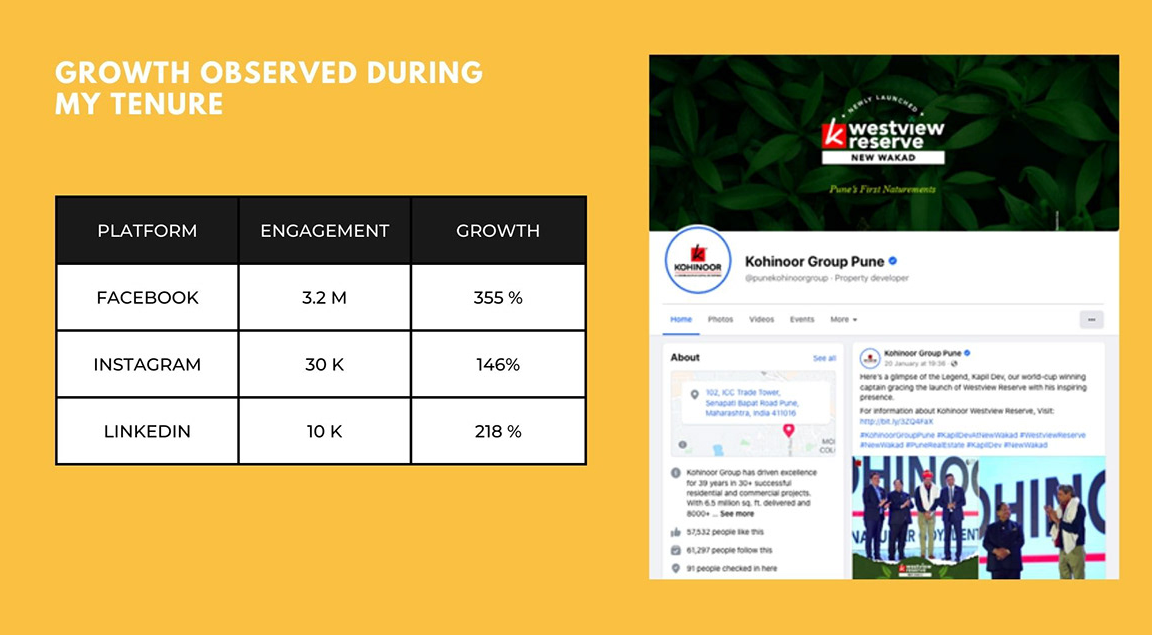 GROWTH OBSERVED DURING
MY TENURE
PLATFORM ENGAGEMENT GROWTH
FACEBOOK 3.2 M 355 %
INSTAGRAM 30 K 146%
LINKEDIN 10 K 218 %
NEWLY LAUNCHED
k westview
reserve
NEW WAKAD
Pune's First Naturements
k
KOHINOOR
Kohinoor Group Pune
@punekohinoorgroup · Property developer
Home Photos Videos Events More
About See all
102, ICC Trade Tower,
Senapati Bapat Road Pune,
Maharashtra, India 411016
MOI
COL
Kohinoor Group has driven excellence
for 39 years in 30+ successful
residential and commercial projects.
With 6.5 million sq. ft. delivered and
8000+ ... See more
57,532 people like this
61,297 people follow this
91 people checked in here
Kohinoor Group Pune
20 January at 19:36 ·
Here's a glimpse of the Legend, Kapil Dev, our world-cup winning
captain gracing the launch of Westview Reserve with his inspiring
presence.
For information about Kohinoor Westview Reserve, Visit:
http://bit.ly/3ZQ4FaX
#KohinoorGroupPune #KapilDevAtNewWakad #WestviewReserve
#NewWakad #PuneRealEstate #KapilDev #NewWakad
OHINO
OHINO
westview
reserve